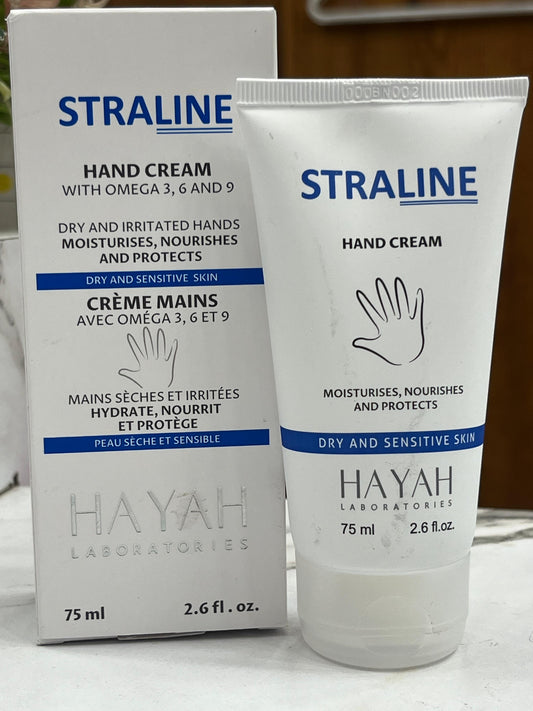 STRALINE
HAND CREAM
WITH OMEGA 3, 6 AND 9
DRY AND IRRITATED HANDS
MOISTURISES, NOURISHES
AND PROTECTS
DRY AND SENSITIVE SKIN
CRÈME MAINS
AVEC OMÉGA 3, 6 ET 9
MAINS SÈCHES ET IRRITÉES
HYDRATE, NOURRIT
ET PROTÈGE
PEAU SÈCHE ET SENSIBLE
HAYAH
LABORATORIES
75 ml 2.6 fl . oz.
STRALINE
HAND CREAM
MOISTURISES, NOURISHES
AND PROTECTS
DRY AND SENSITIVE SKIN
HAYAH
LABORATORIES
75 ml 2.6 fl.oz.